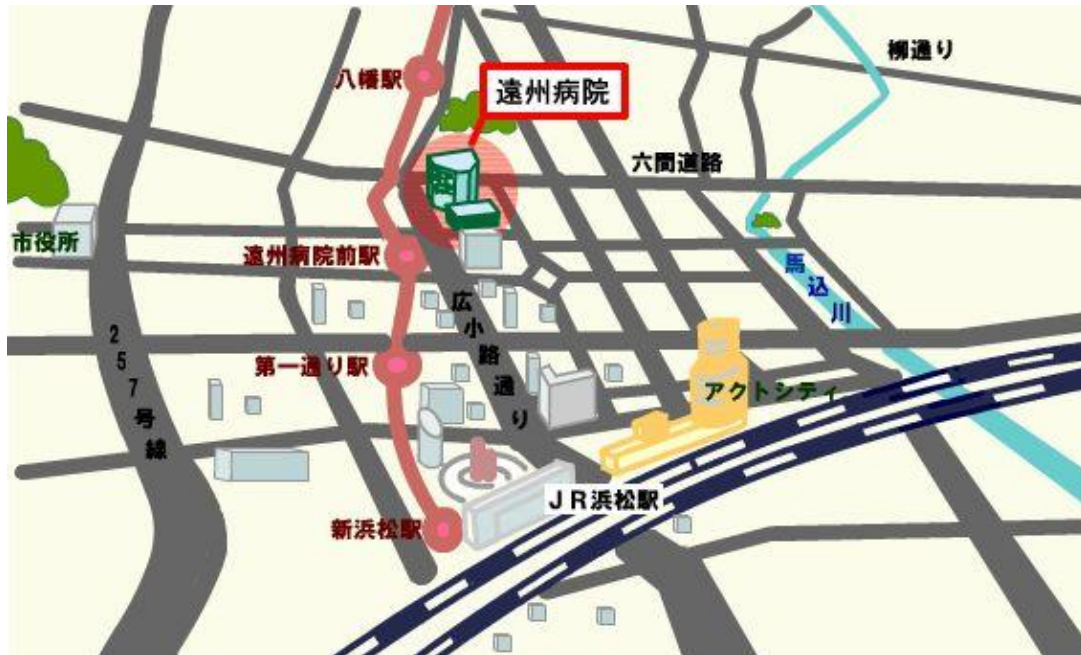 柳通り
八幡駅
遠州病院
六間道路
市役所
遠州病院前駅
馬込川
広小路通り
257号線
第一通り駅
アクトシティ
JR浜松駅
新浜松駅